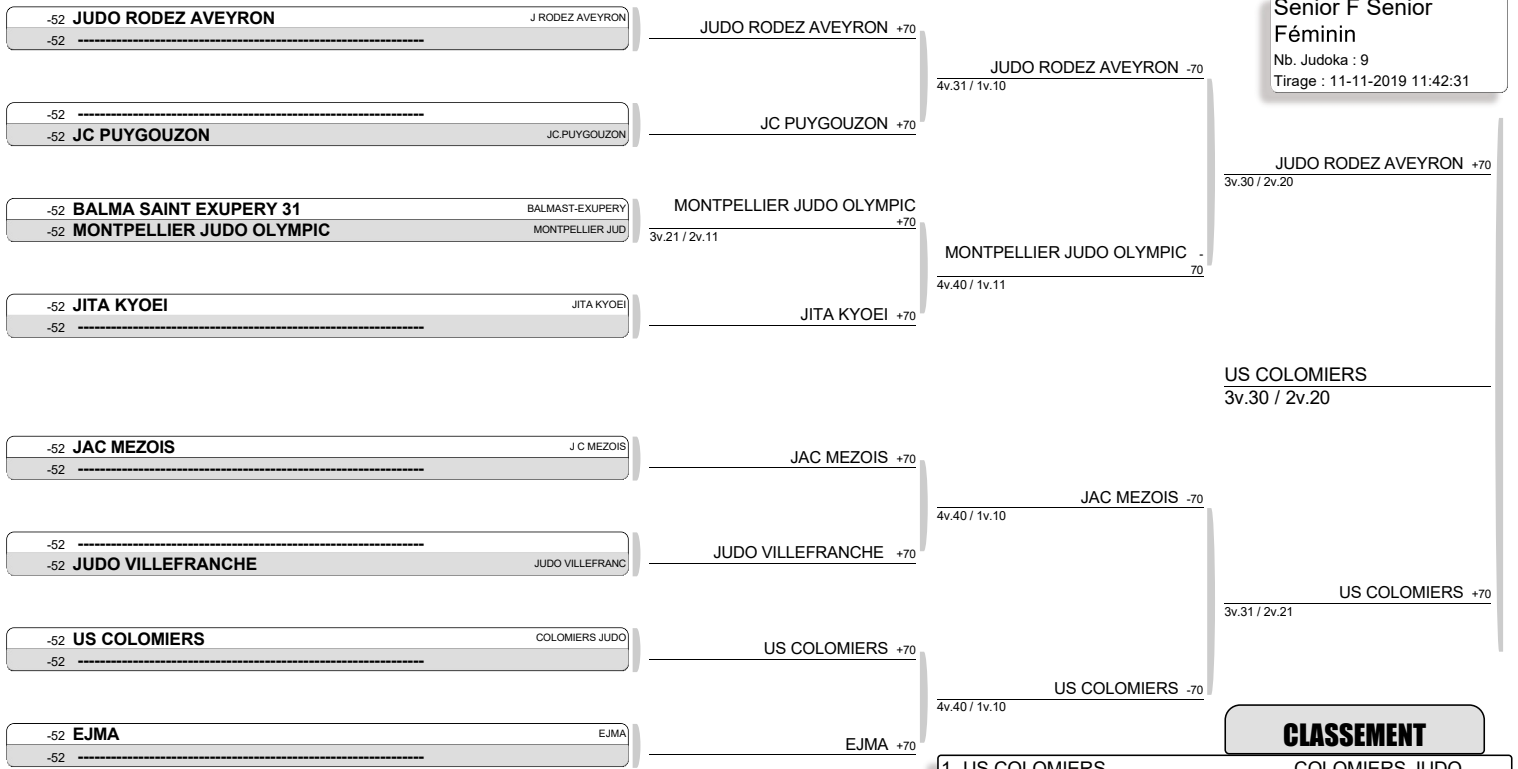 -52 JUDO RODEZ AVEYRON J RODEZ AVEYRON
-52 ------------------------------------------------------------
-52 ------------------------------------------------------------
-52 JC PUYGOUZON JC.PUYGOUZON
-52 BALMA SAINT EXUPERY 31 BALMAST-EXUPERY
-52 MONTPELLIER JUDO OLYMPIC MONTPELLIER JUD
-52 JITA KYOEI JITA KYOEI
-52 ------------------------------------------------------------
-52 JAC MEZOIS J C MEZOIS
-52 ------------------------------------------------------------
-52 ------------------------------------------------------------
-52 JUDO VILLEFRANCHE JUDO VILLEFRANC
-52 US COLOMIERS COLOMIERS JUDO
-52 ------------------------------------------------------------
-52 EJMA EJMA
-52 ------------------------------------------------------------
JUDO RODEZ AVEYRON +70
JC PUYGOUZON +70
MONTPELLIER JUDO OLYMPIC
+70
3v.21 / 2v.11
JITA KYOEI +70
JAC MEZOIS +70
JUDO VILLEFRANCHE +70
US COLOMIERS +70
EJMA +70
JUDO RODEZ AVEYRON -70
4v.31 / 1v.10
MONTPELLIER JUDO OLYMPIC -
70
4v.40 / 1v.11
JAC MEZOIS -70
4v.40 / 1v.10
US COLOMIERS -70
4v.40 / 1v.10
Senior F Senior
Féminin
Nb. Judoka : 9
Tirage : 11-11-2019 11:42:31
JUDO RODEZ AVEYRON +70
3v.30 / 2v.20
US COLOMIERS
3v.30 / 2v.20
US COLOMIERS +70
3v.31 / 2v.21
CLASSEMENT
1 US COLOMIERS COLOMIERS JUDO